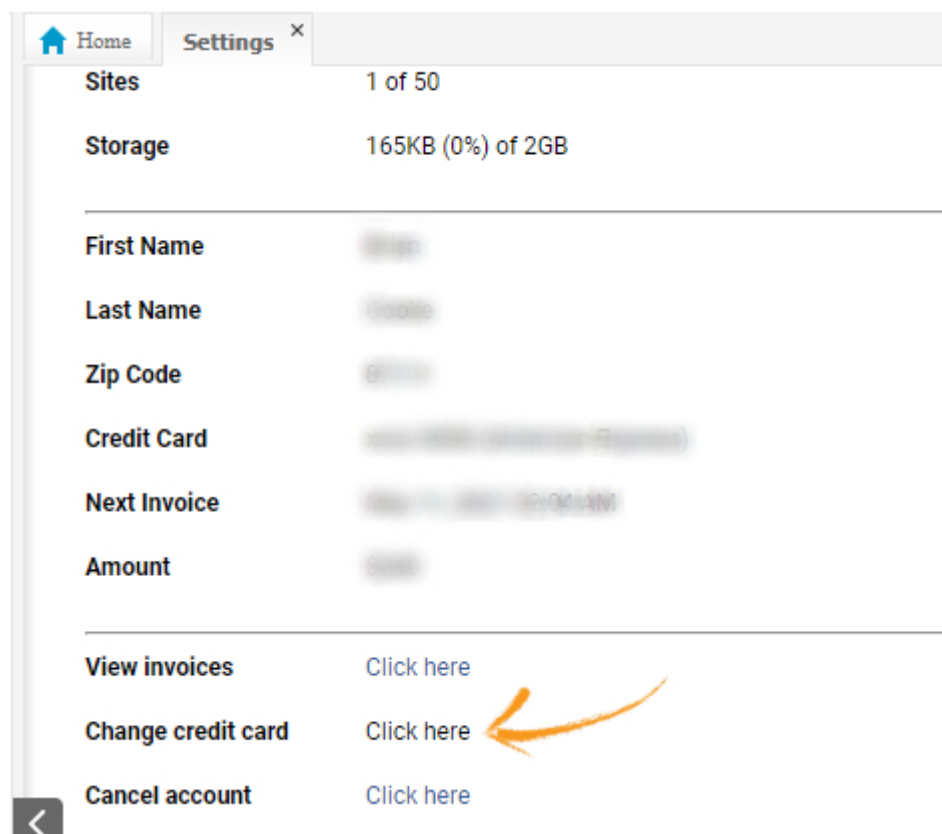 Home Settings ×
Sites 1 of 50
Storage 165KB (0%) of 2GB
First Name
Last Name
Zip Code
Credit Card
Next Invoice
Amount
View invoices Click here
Change credit card Click here
Cancel account Click here